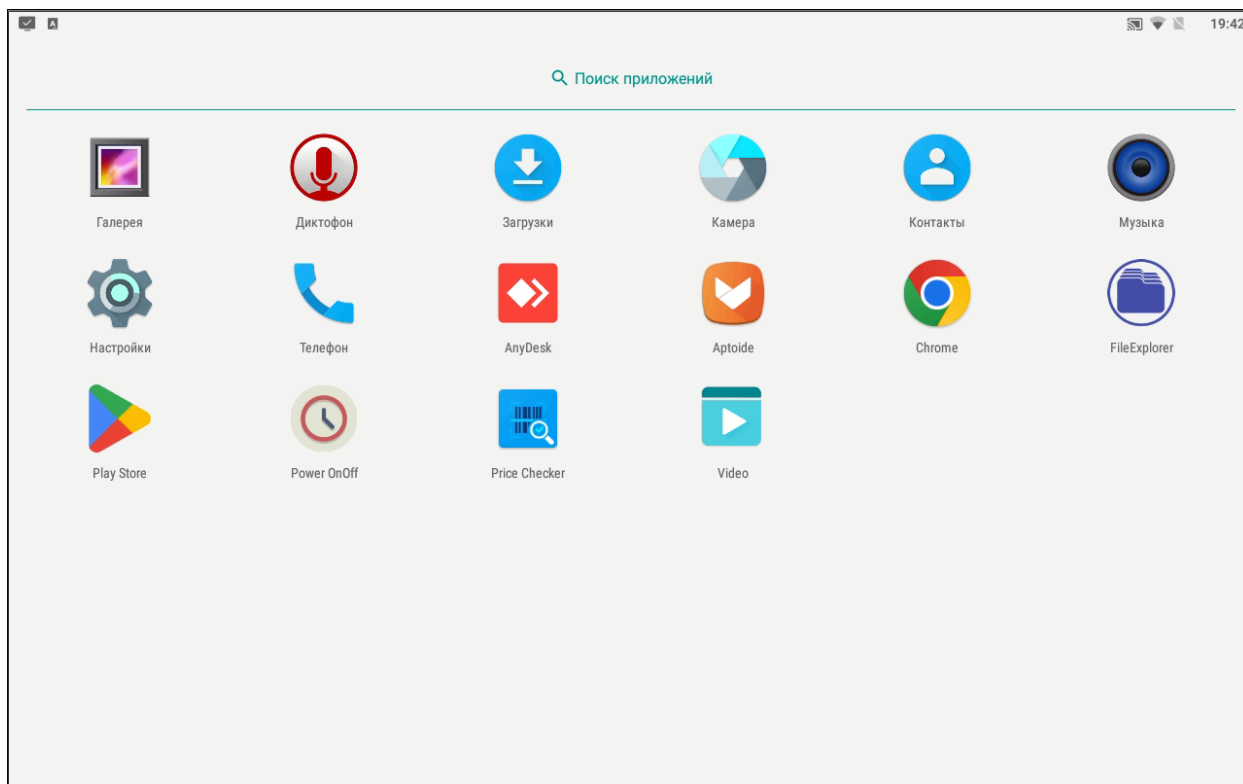 19:42
Поиск приложений
Галерея
Диктофон
Загрузки
Камера
Контакты
Музыка
Настройки
Телефон
AnyDesk
Aptoide
Chrome
FileExplorer
Play Store
Power OnOff
Price Checker
Video